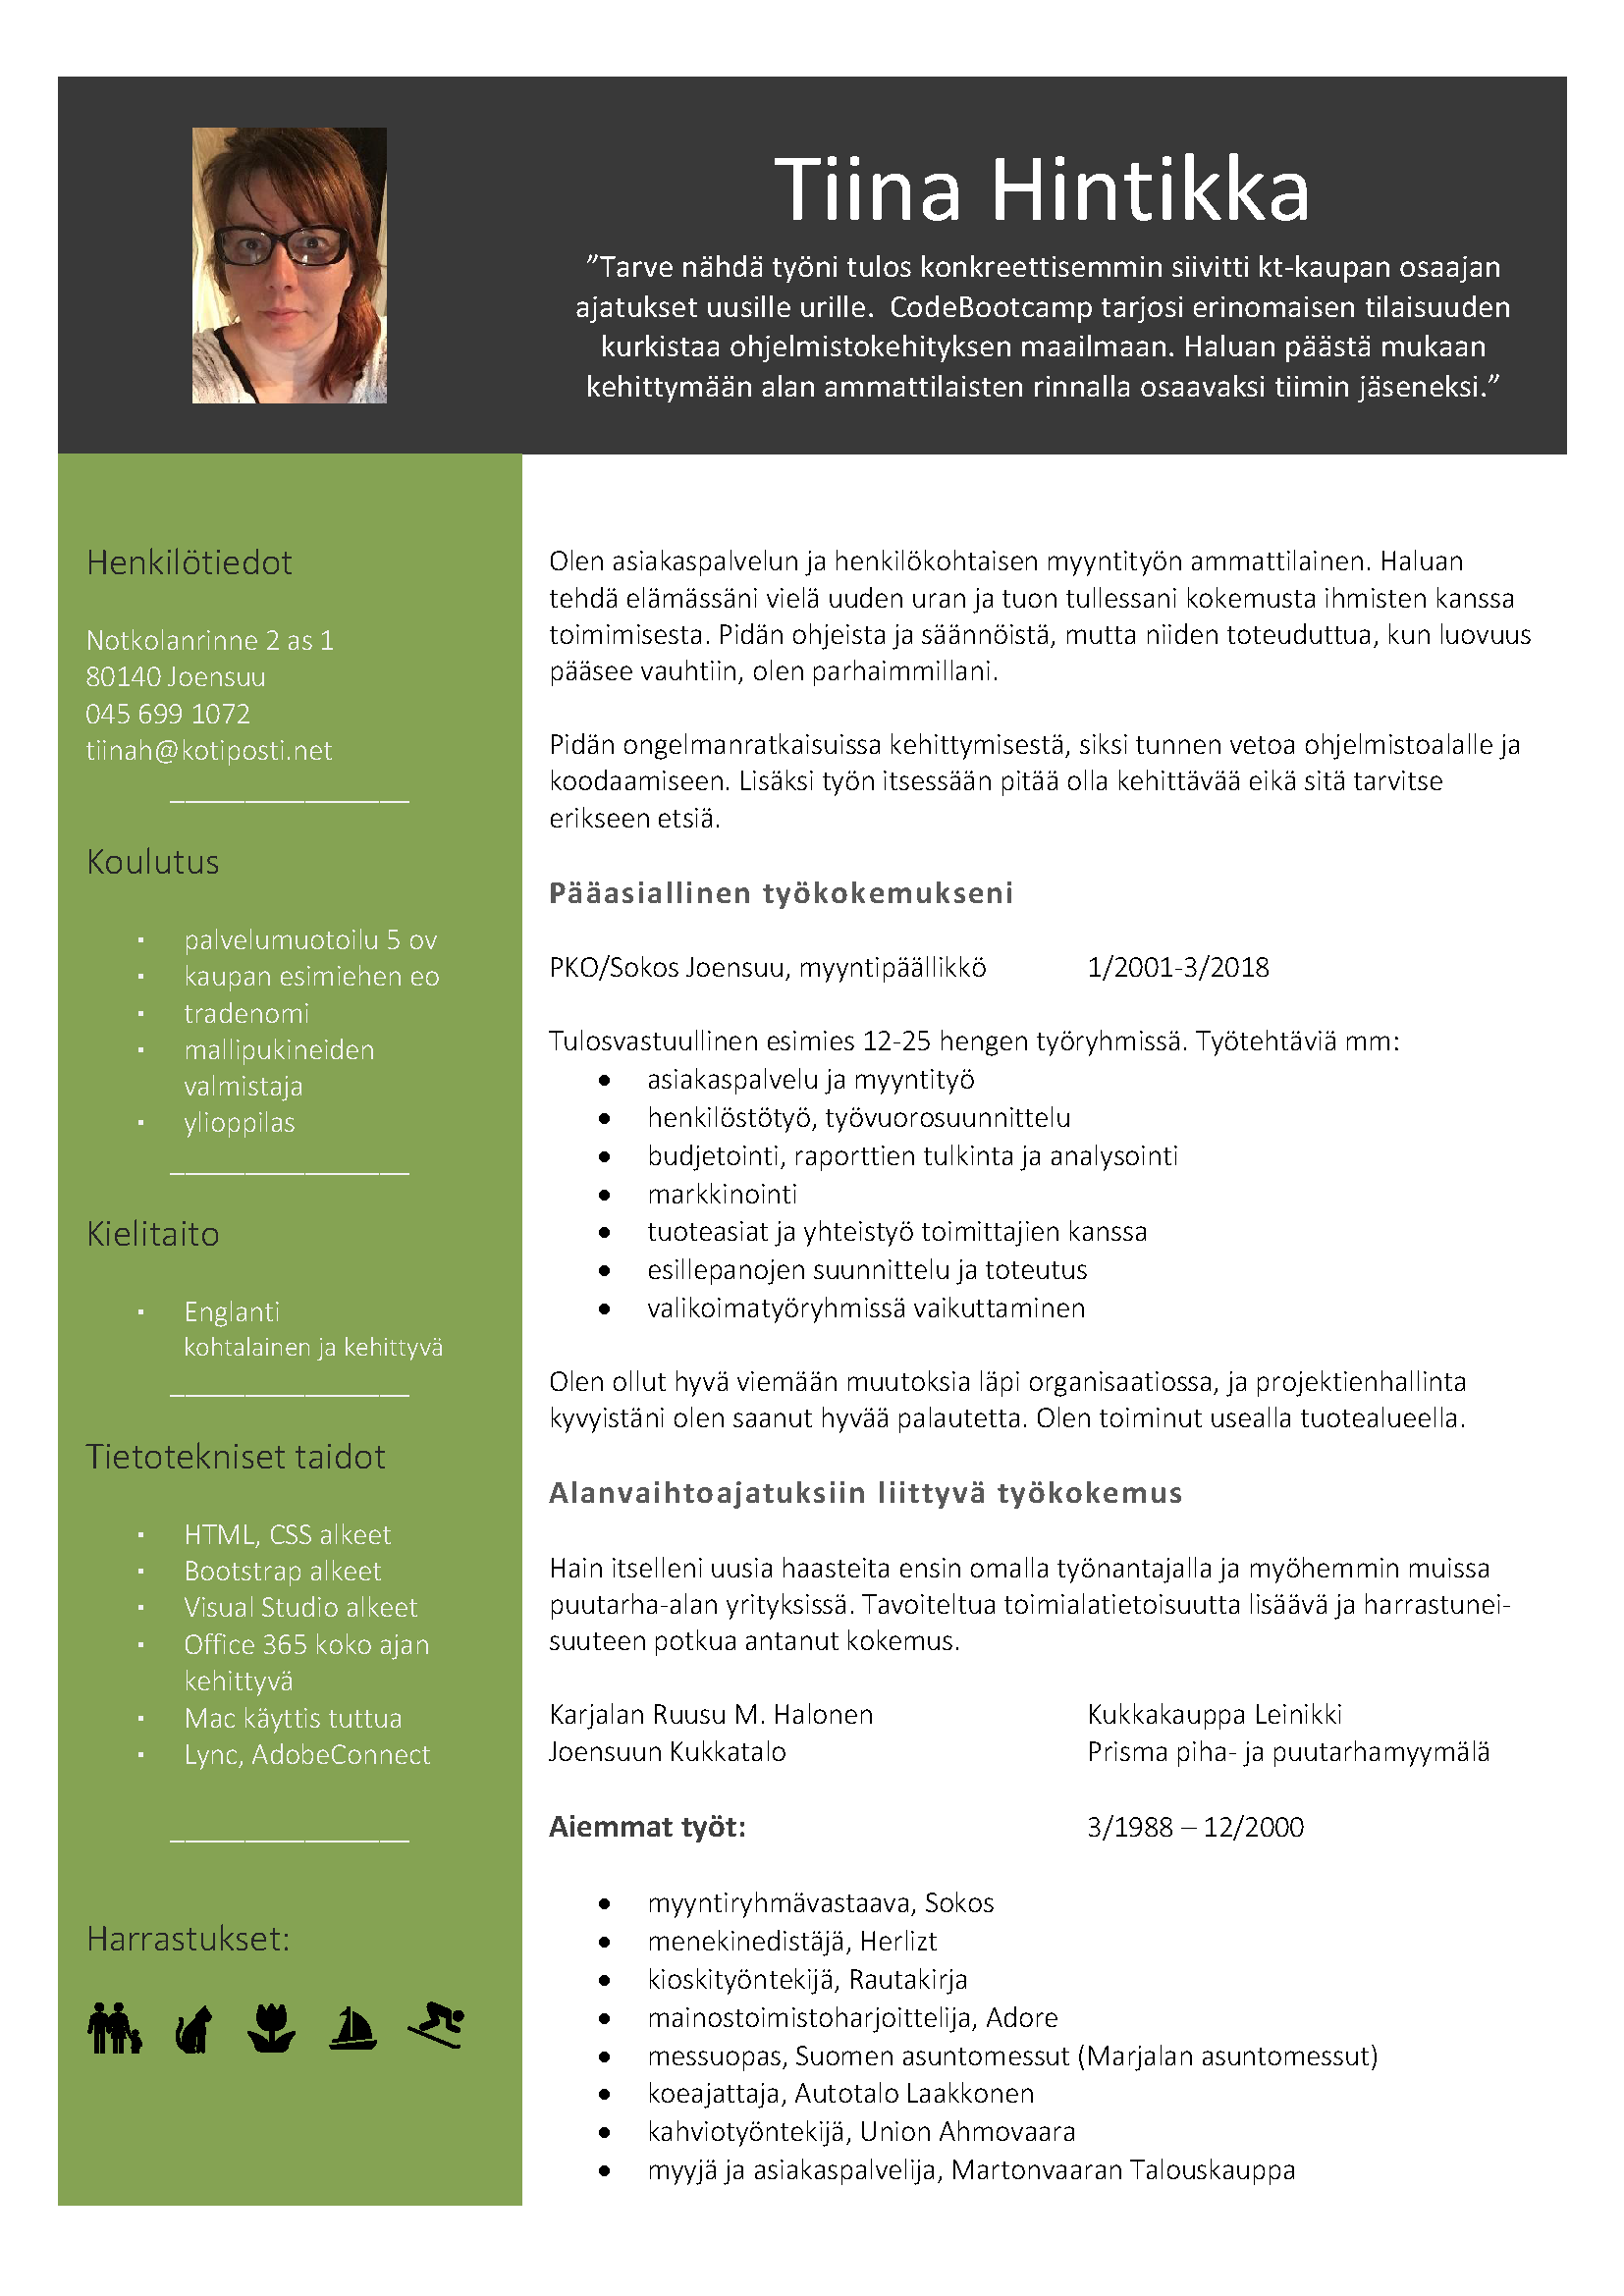 Tiina Hintikka
”Tarve nähdä työni tulos konkreettisemmin siivitti kt-kaupan osaajan
ajatukset uusille urille.  CodeBootcamp tarjosi erinomaisen tilaisuuden
kurkistaa ohjelmistokehityksen maailmaan. Haluan päästä mukaan
kehittymään alan ammattilaisten rinnalla osaavaksi tiimin jäseneksi.”
Henkilötiedot
Notkolanrinne 2 as 1
80140 Joensuu
045 699 1072
tiinah@kotiposti.net
Koulutus
▪ palvelumuotoilu 5 ov
▪ kaupan esimiehen eo
▪ tradenomi
▪ mallipukineiden
valmistaja
▪ ylioppilas
Kielitaito
▪ Englanti
kohtalainen ja kehittyvä
Tietotekniset taidot
▪ HTML, CSS alkeet
▪ Bootstrap alkeet
▪ Visual Studio alkeet
▪ Office 365 koko ajan
kehittyvä
▪ Mac käyttis tuttua
▪ Lync, AdobeConnect
Harrastukset:
Olen asiakaspalvelun ja henkilökohtaisen myyntityön ammattilainen. Haluan
tehdä elämässäni vielä uuden uran ja tuon tullessani kokemusta ihmisten kanssa
toimimisesta. Pidän ohjeista ja säännöistä, mutta niiden toteuduttua, kun luovuus
pääsee vauhtiin, olen parhaimmillani.
Pidän ongelmanratkaisuissa kehittymisestä, siksi tunnen vetoa ohjelmistoalalle ja
koodaamiseen. Lisäksi työn itsessään pitää olla kehittävää eikä sitä tarvitse
erikseen etsiä.
Pääasiallinen työkokemukseni
PKO/Sokos Joensuu, myyntipäällikkö 1/2001-3/2018
Tulosvastuullinen esimies 12-25 hengen työryhmissä. Työtehtäviä mm:
• asiakaspalvelu ja myyntityö
• henkilöstötyö, työvuorosuunnittelu
• budjetointi, raporttien tulkinta ja analysointi
• markkinointi
• tuoteasiat ja yhteistyö toimittajien kanssa
• esillepanojen suunnittelu ja toteutus
• valikoimatyöryhmissä vaikuttaminen
Olen ollut hyvä viemään muutoksia läpi organisaatiossa, ja projektienhallinta
kyvyistäni olen saanut hyvää palautetta. Olen toiminut usealla tuotealueella.
Alanvaihtoajatuksiin liittyvä työkokemus
Hain itselleni uusia haasteita ensin omalla työnantajalla ja myöhemmin muissa
puutarha-alan yrityksissä. Tavoiteltua toimialatietoisuutta lisäävä ja harrastunei-
suuteen potkua antanut kokemus.
Karjalan Ruusu M. Halonen Kukkakauppa Leinikki
Joensuun Kukkatalo Prisma piha- ja puutarhamyymälä
Aiemmat työt: 3/1988 – 12/2000
• myyntiryhmävastaava, Sokos
• menekinedistäjä, Herlizt
• kioskityöntekijä, Rautakirja
• mainostoimistoharjoittelija, Adore
• messuopas, Suomen asuntomessut (Marjalan asuntomessut)
• koeajattaja, Autotalo Laakkonen
• kahviotyöntekijä, Union Ahmovaara
• myyjä ja asiakaspalvelija, Martonvaaran Talouskauppa